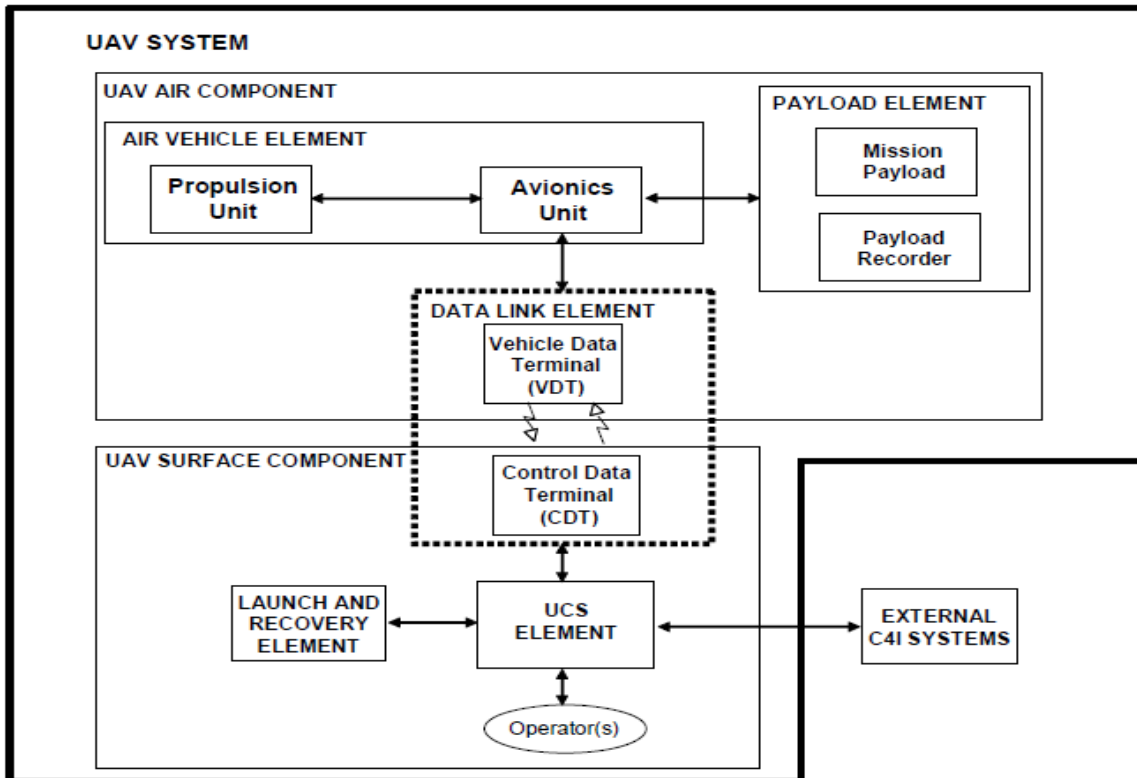 UAV SYSTEM
UAV AIR COMPONENT
PAYLOAD ELEMENT
AIR VEHICLE ELEMENT
Mission
Payload
Propulsion
Unit
Avionics
Unit
Payload
Recorder
DATA LINK ELEMENT
Vehicle Data
Terminal
(VDT)
UAV SURFACE COMPONENT
Control Data
Terminal
(CDT)
LAUNCH AND
RECOVERY
ELEMENT
UCS
ELEMENT
EXTERNAL
C4I SYSTEMS
Operator(s)